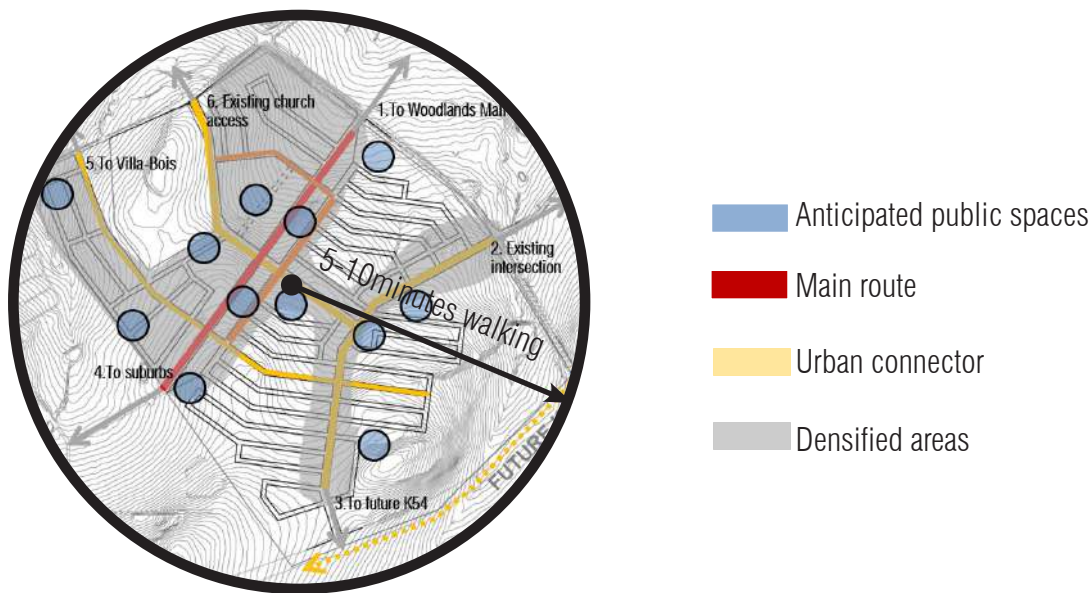 6. Existing church
access
1.To Woodlands Mall
5.To Villa-Bois
2. Existing
intersection
5-10minutes walking
4.To suburbs
3.To future K54
FUTURE
Anticipated public spaces
Main route
Urban connector
Densified areas